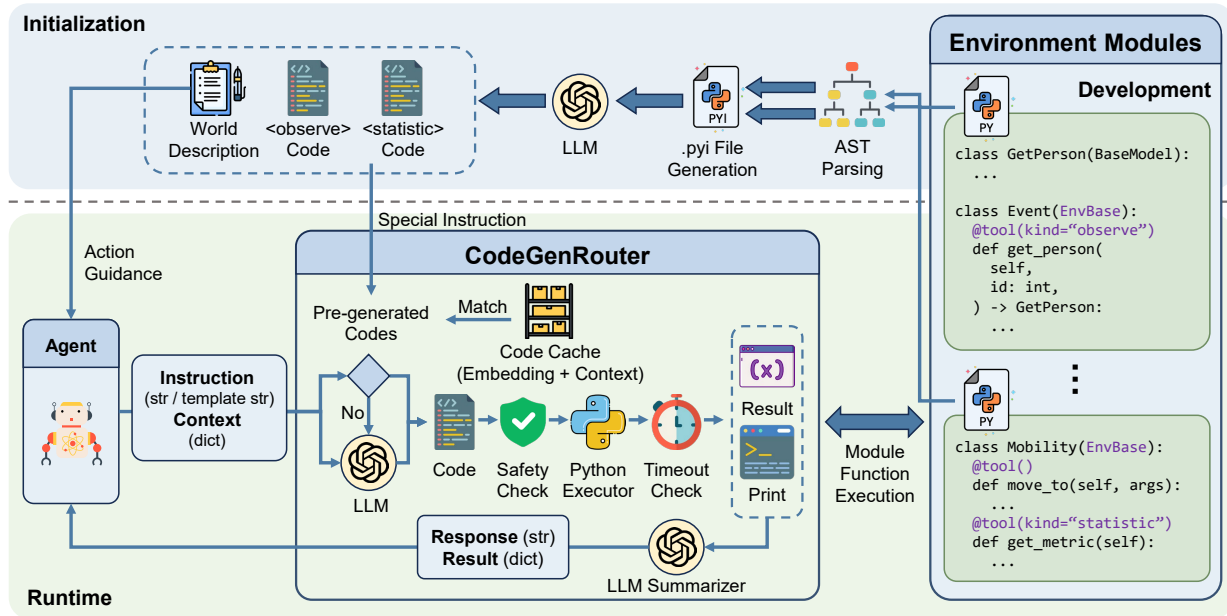 Initialization
World
Description
<observe>
Code
<statistic>
Code
LLM
PYI
.pyi File
Generation
AST
Parsing
Environment Modules
Development
PY
class GetPerson(BaseModel):
...
class Event(EnvBase):
@tool(kind=“observe”)
def get_person(
self,
id: int,
) -> GetPerson:
...
⋮
PY
class Mobility(EnvBase):
@tool()
def move_to(self, args):
...
@tool(kind=“statistic”)
def get_metric(self):
...
Special Instruction
Action
Guidance
CodeGenRouter
Pre-generated
Codes
Match
Code Cache
(Embedding + Context)
Agent
Instruction
(str / template str)
Context
(dict)
No
LLM
Code
Safety
Check
Python
Executor
Timeout
Check
(x)
Result
>_
Print
Module
Function
Execution
Response (str)
Result (dict)
LLM Summarizer
Runtime